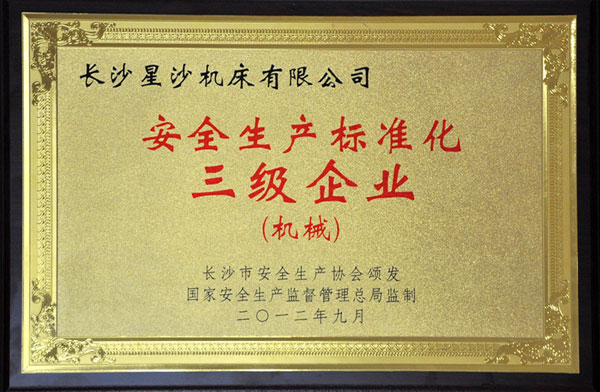 长沙星沙机床有限公司
安全生产标准化
三级企业
(机械)
长沙市安全生产协会颁发
国家安全生产监督管理总局监制
二〇一二年九月